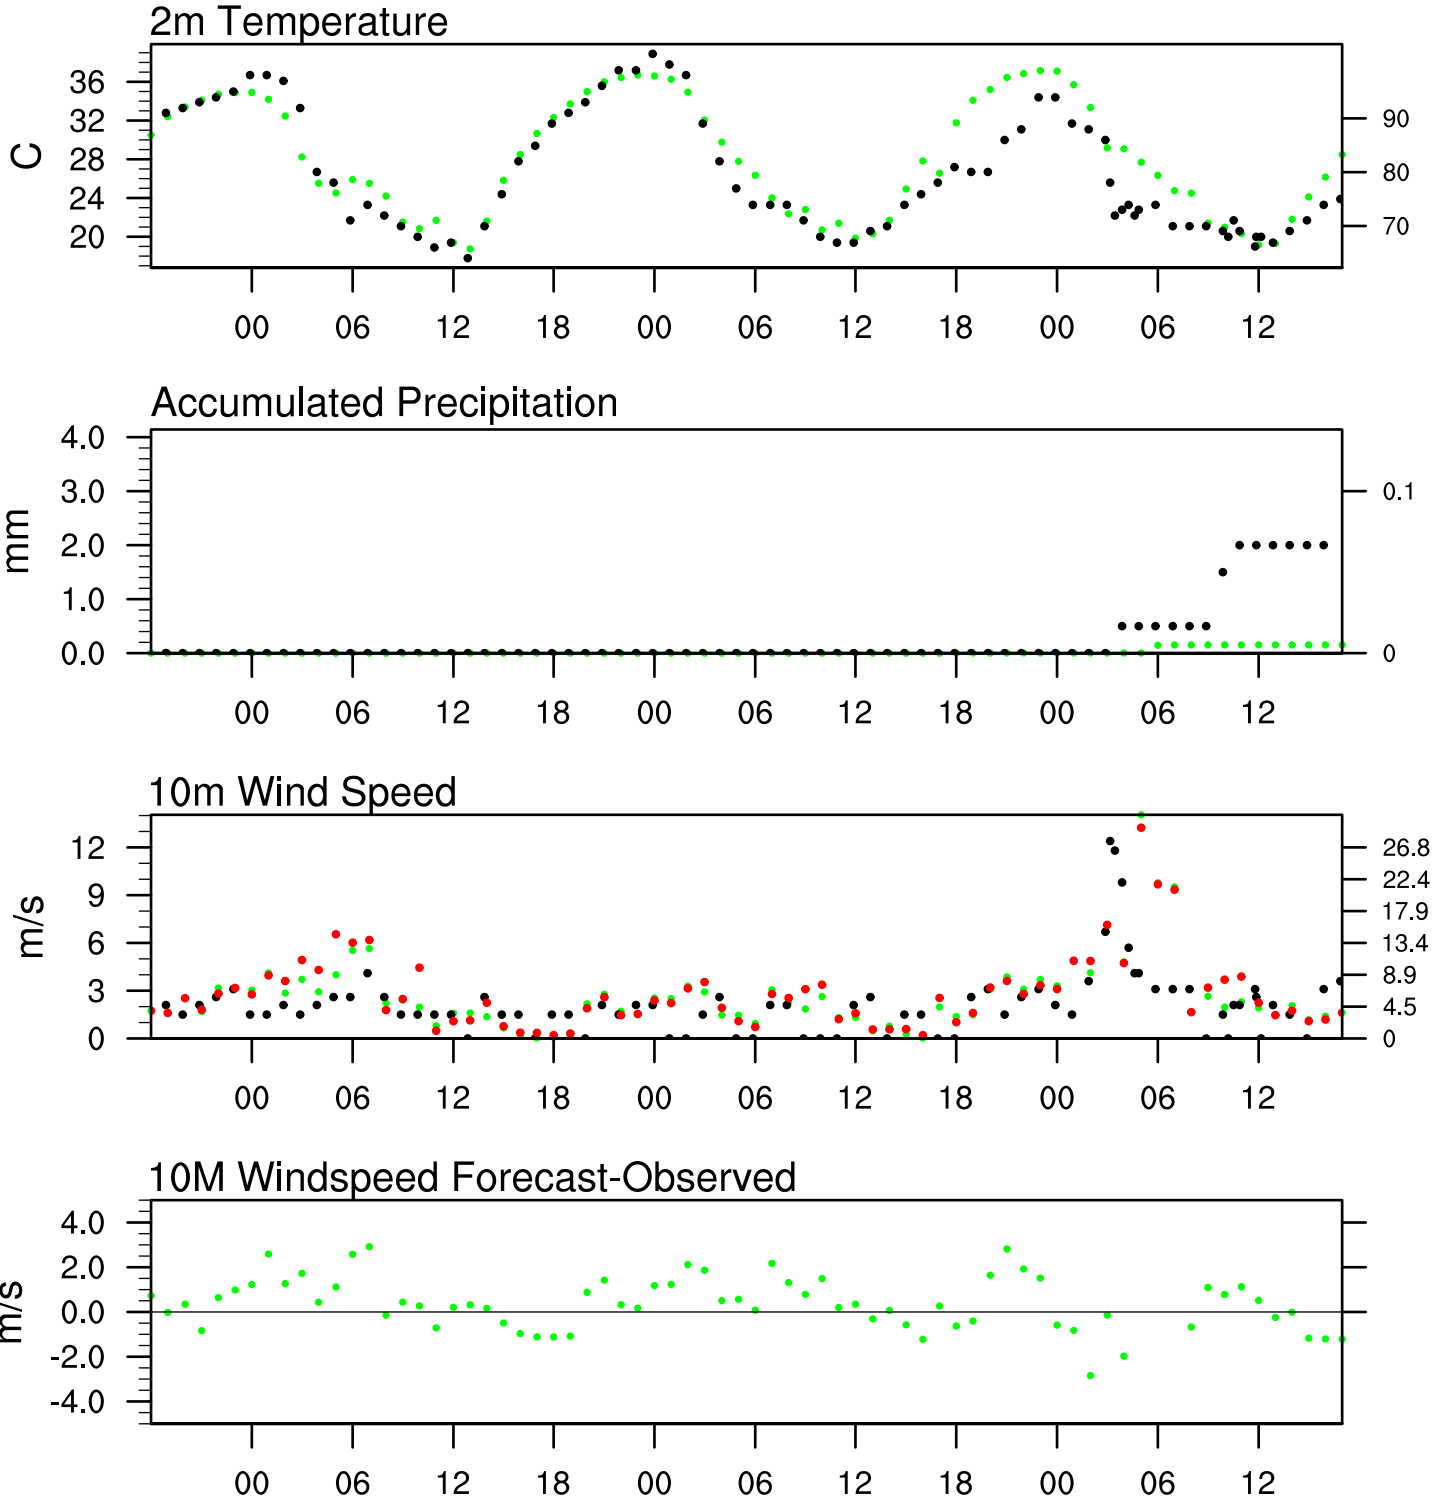 2m Temperature
C
36
32
28
24
20
90
80
70
00 06 12 18 00 06 12 18 00 06 12
Accumulated Precipitation
mm
4.0
3.0
2.0
1.0
0.0
0.1
0
00 06 12 18 00 06 12 18 00 06 12
10m Wind Speed
m/s
12
9
6
3
0
26.8
22.4
17.9
13.4
8.9
4.5
0
00 06 12 18 00 06 12 18 00 06 12
10M Windspeed Forecast-Observed
m/s
4.0
2.0
0.0
-2.0
-4.0
00 06 12 18 00 06 12 18 00 06 12